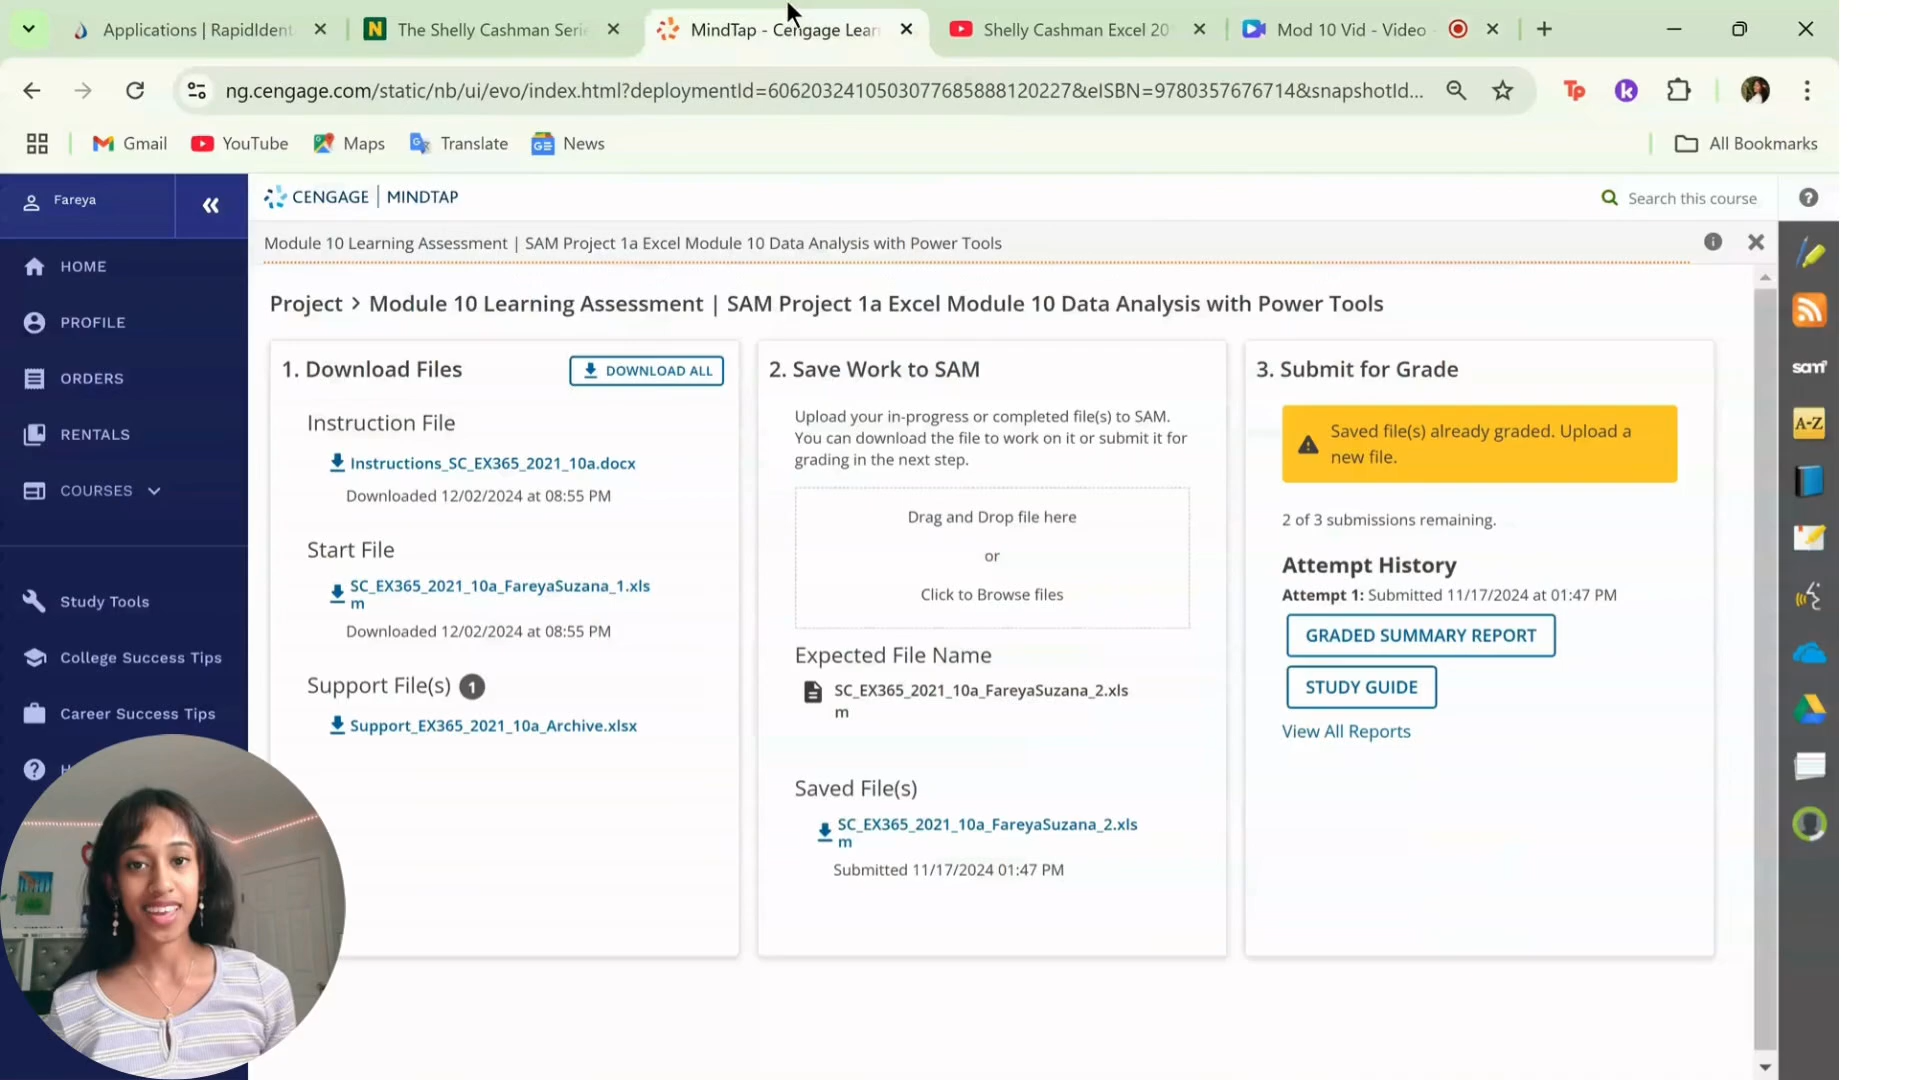 Applications | RapidIdent
The Shelly Cashman Serie
MindTap - Cengage Lear
Shelly Cashman Excel 20
Mod 10 Vid - Video
ng.cengage.com/static/nb/ui/evo/index.html?deploymentId=6062032410503077685888120227&eISBN=9780357676714&snapshotId...
Tp
k
Gmail
YouTube
Maps
Translate
News
All Bookmarks
Fareya
CENGAGE | MINDTAP
Search this course
Module 10 Learning Assessment | SAM Project 1a Excel Module 10 Data Analysis with Power Tools
HOME
PROFILE
ORDERS
RENTALS
COURSES
Study Tools
College Success Tips
Career Success Tips
Project > Module 10 Learning Assessment | SAM Project 1a Excel Module 10 Data Analysis with Power Tools
1. Download Files
DOWNLOAD ALL
Instruction File
Instructions_SC_EX365_2021_10a.docx
Downloaded 12/02/2024 at 08:55 PM
Start File
SC_EX365_2021_10a_FareyaSuzana_1.xls
m
Downloaded 12/02/2024 at 08:55 PM
Support File(s) 1
Support_EX365_2021_10a_Archive.xlsx
2. Save Work to SAM
Upload your in-progress or completed file(s) to SAM.
You can download the file to work on it or submit it for
grading in the next step.
Drag and Drop file here
or
Click to Browse files
Expected File Name
SC_EX365_2021_10a_FareyaSuzana_2.xls
m
Saved File(s)
SC_EX365_2021_10a_FareyaSuzana_2.xls
m
Submitted 11/17/2024 01:47 PM
3. Submit for Grade
Saved file(s) already graded. Upload a
new file.
2 of 3 submissions remaining.
Attempt History
Attempt 1: Submitted 11/17/2024 at 01:47 PM
GRADED SUMMARY REPORT
STUDY GUIDE
View All Reports
sam
A-Z